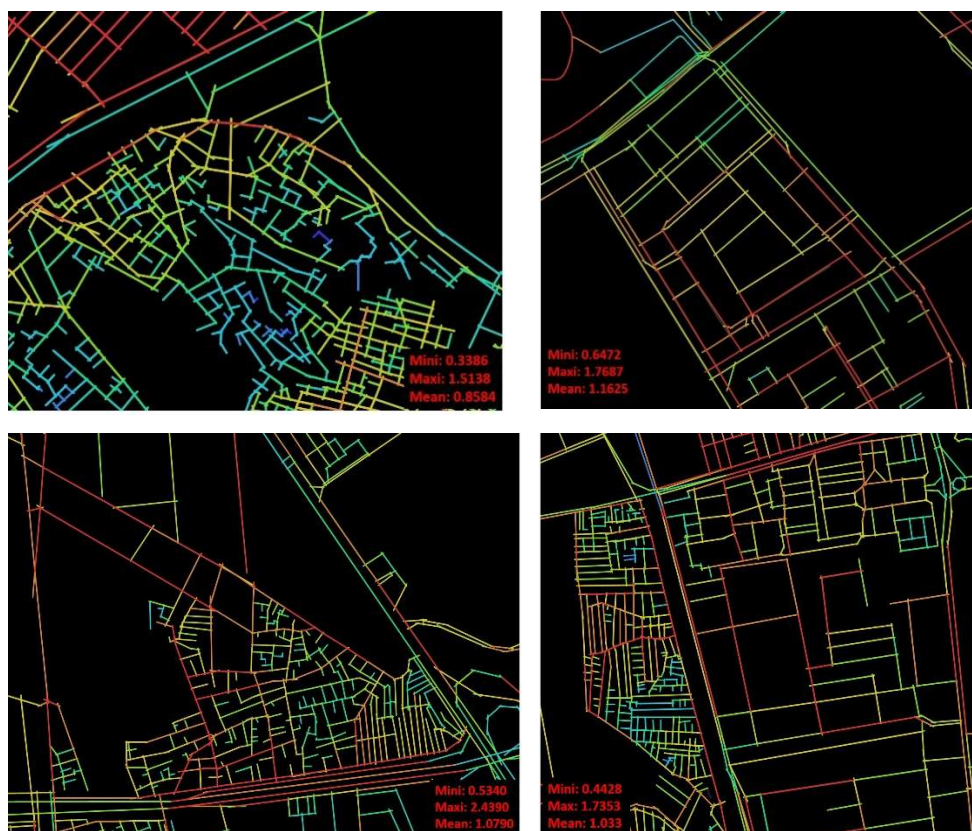 Mini: 0.3386
Maxi: 1.5138
Mean: 0.8584
Mini: 0.6472
Maxi: 1.7687
Mean: 1.1625
Mini: 0.5340
Maxi: 2.4390
Mean: 1.0790
Mini: 0.4428
Max: 1.7353
Mean: 1.033